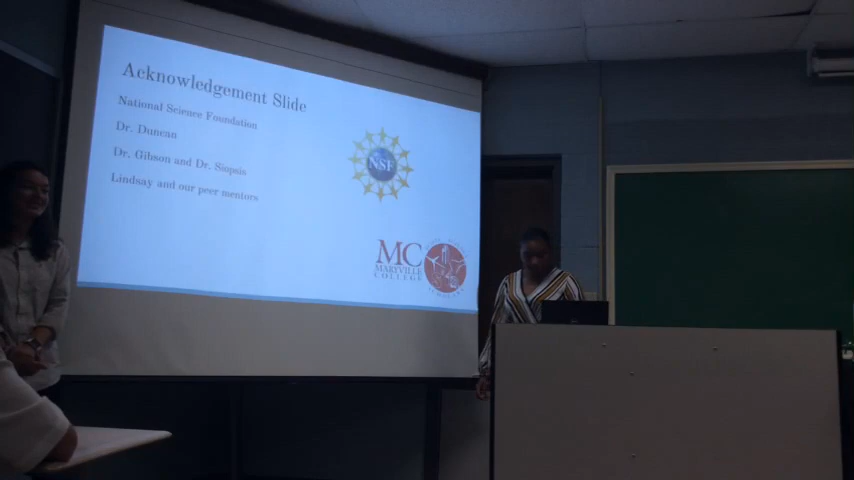 Acknowledgement Slide
National Science Foundation
Dr. Duncan
Dr. Gibson and Dr. Siopsis
Lindsay and our peer mentors
NSF
MC
MARYVILLE
COLLEGE